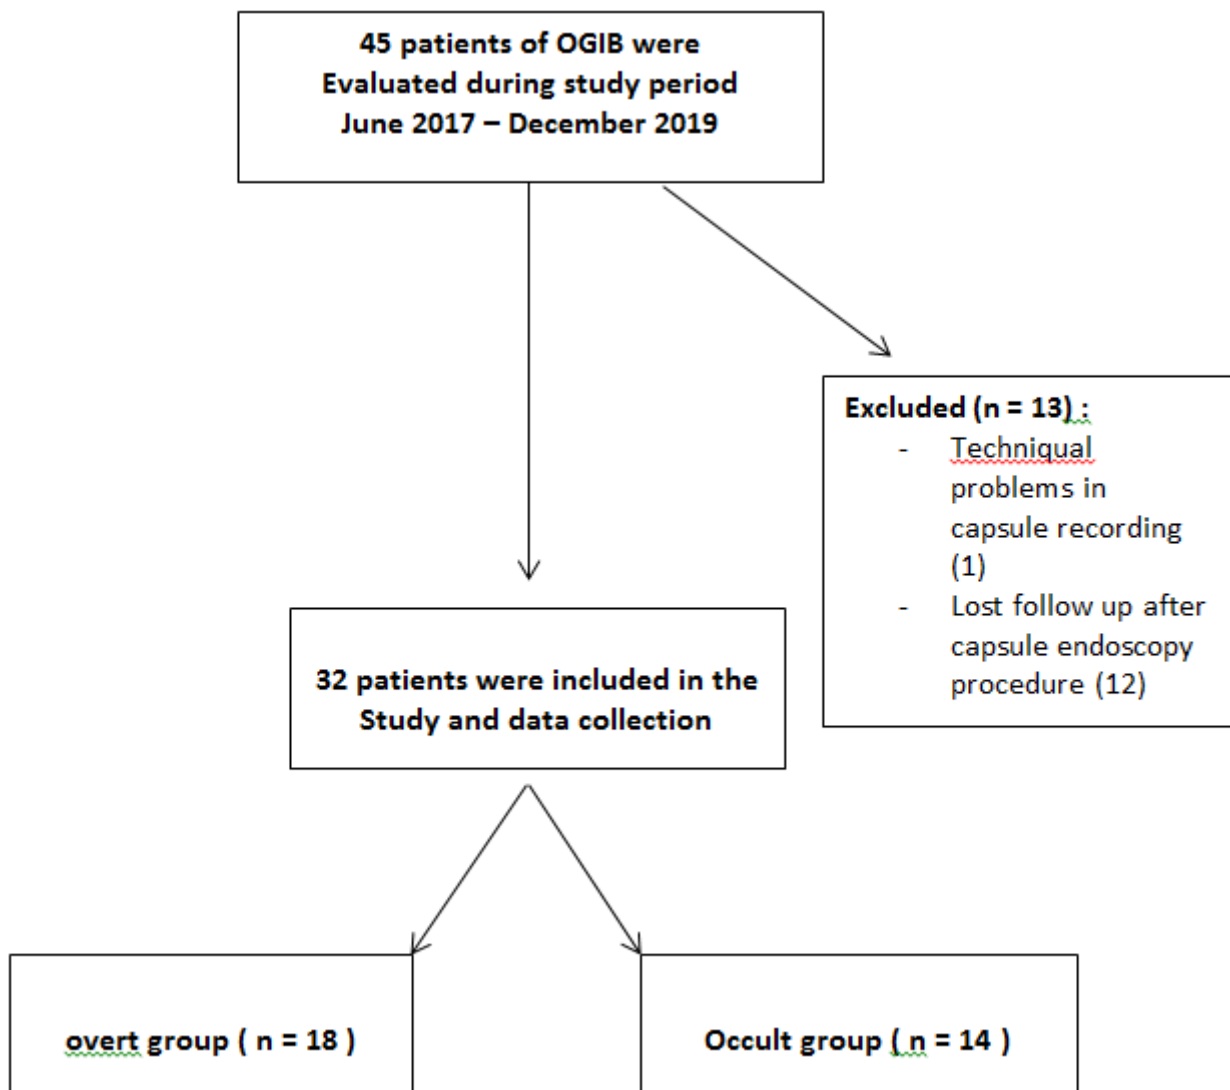 45 patients of OGIB were
Evaluated during study period
June 2017 – December 2019
Excluded (n = 13) :
- Techniqual
problems in
capsule recording
(1)
- Lost follow up after
capsule endoscopy
procedure (12)
32 patients were included in the
Study and data collection
overt group ( n = 18 )
Occult group ( n = 14 )